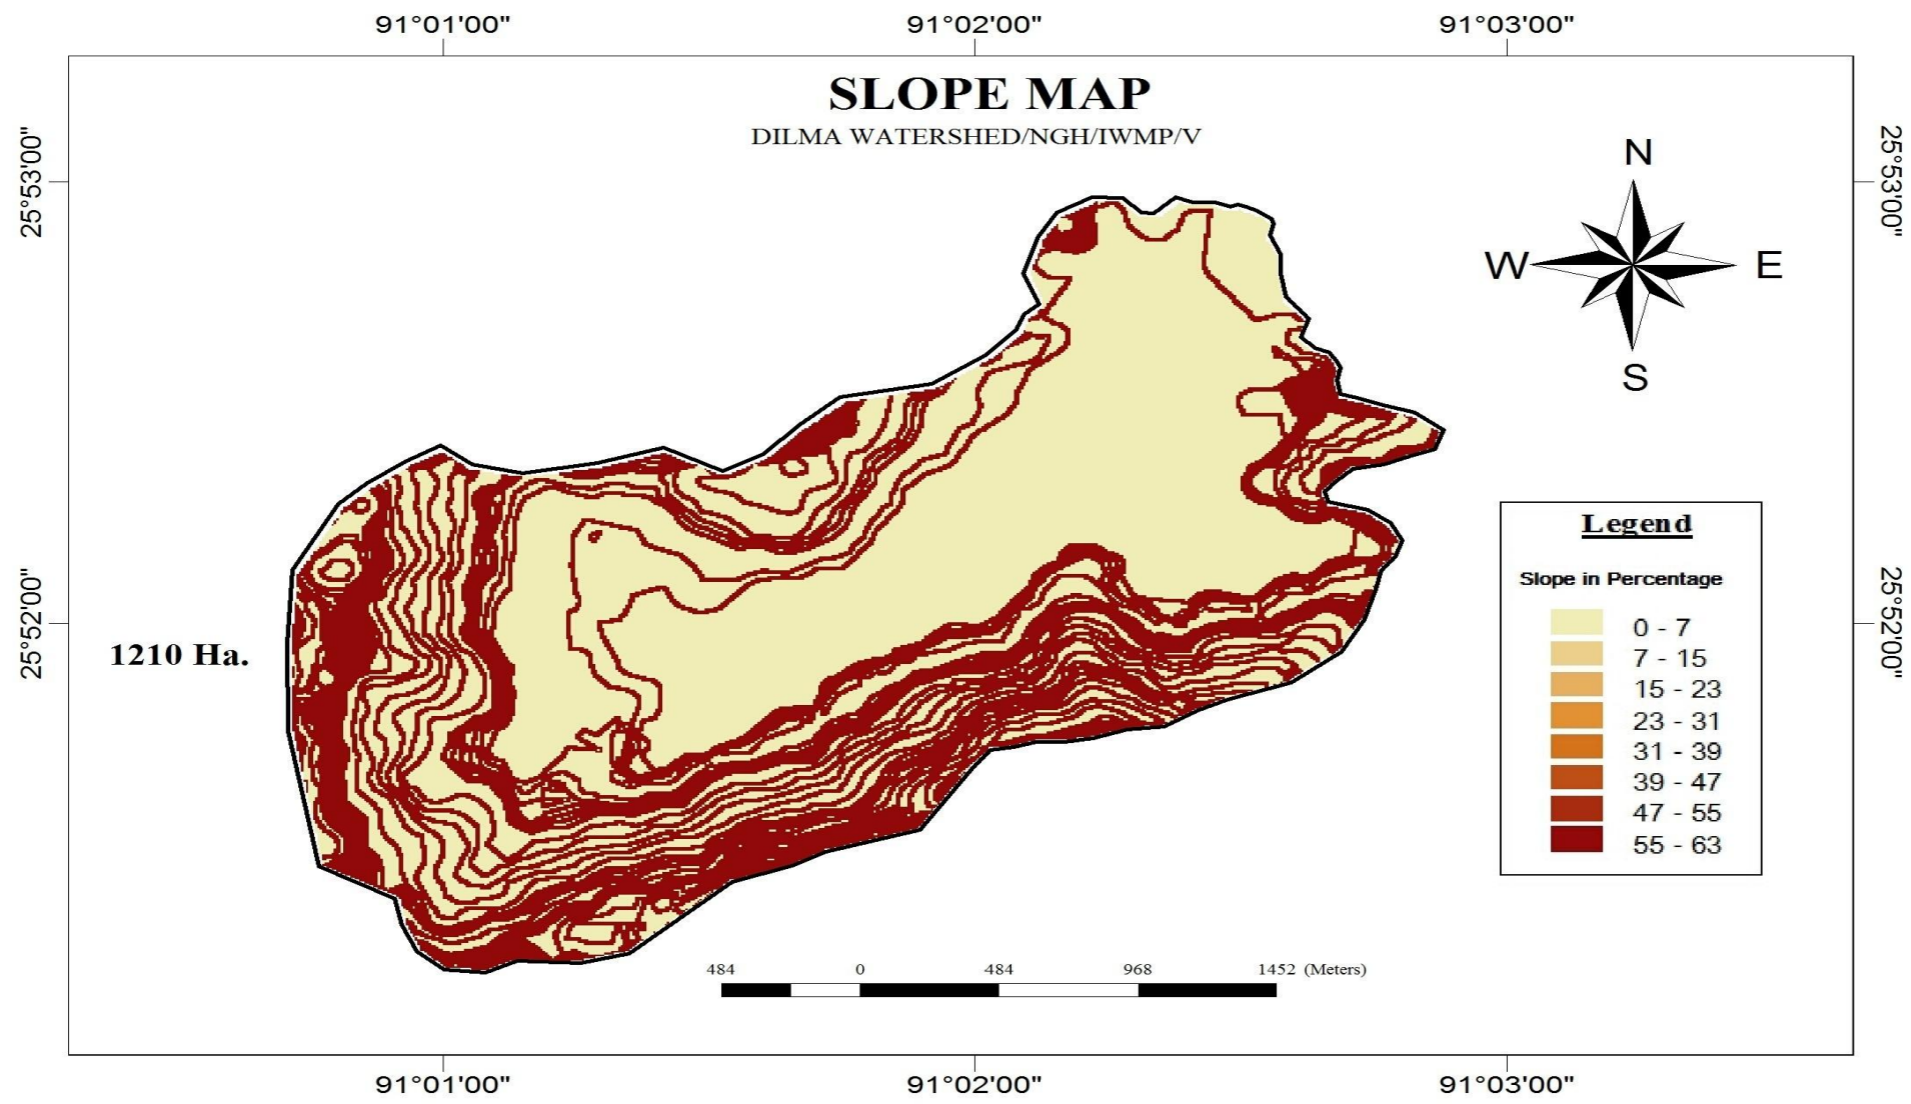 91°01'00" 91°02'00" 91°03'00"
SLOPE MAP
DILMA WATERSHED/NGH/IWMP/V
25°53'00" 25°53'00"
N
W E
S
Legend
Slope in Percentage
0 - 7
7 - 15
15 - 23
23 - 31
31 - 39
39 - 47
47 - 55
55 - 63
25°52'00" 25°52'00"
1210 Ha.
484 0 484 968 1452 (Meters)
91°01'00" 91°02'00" 91°03'00"